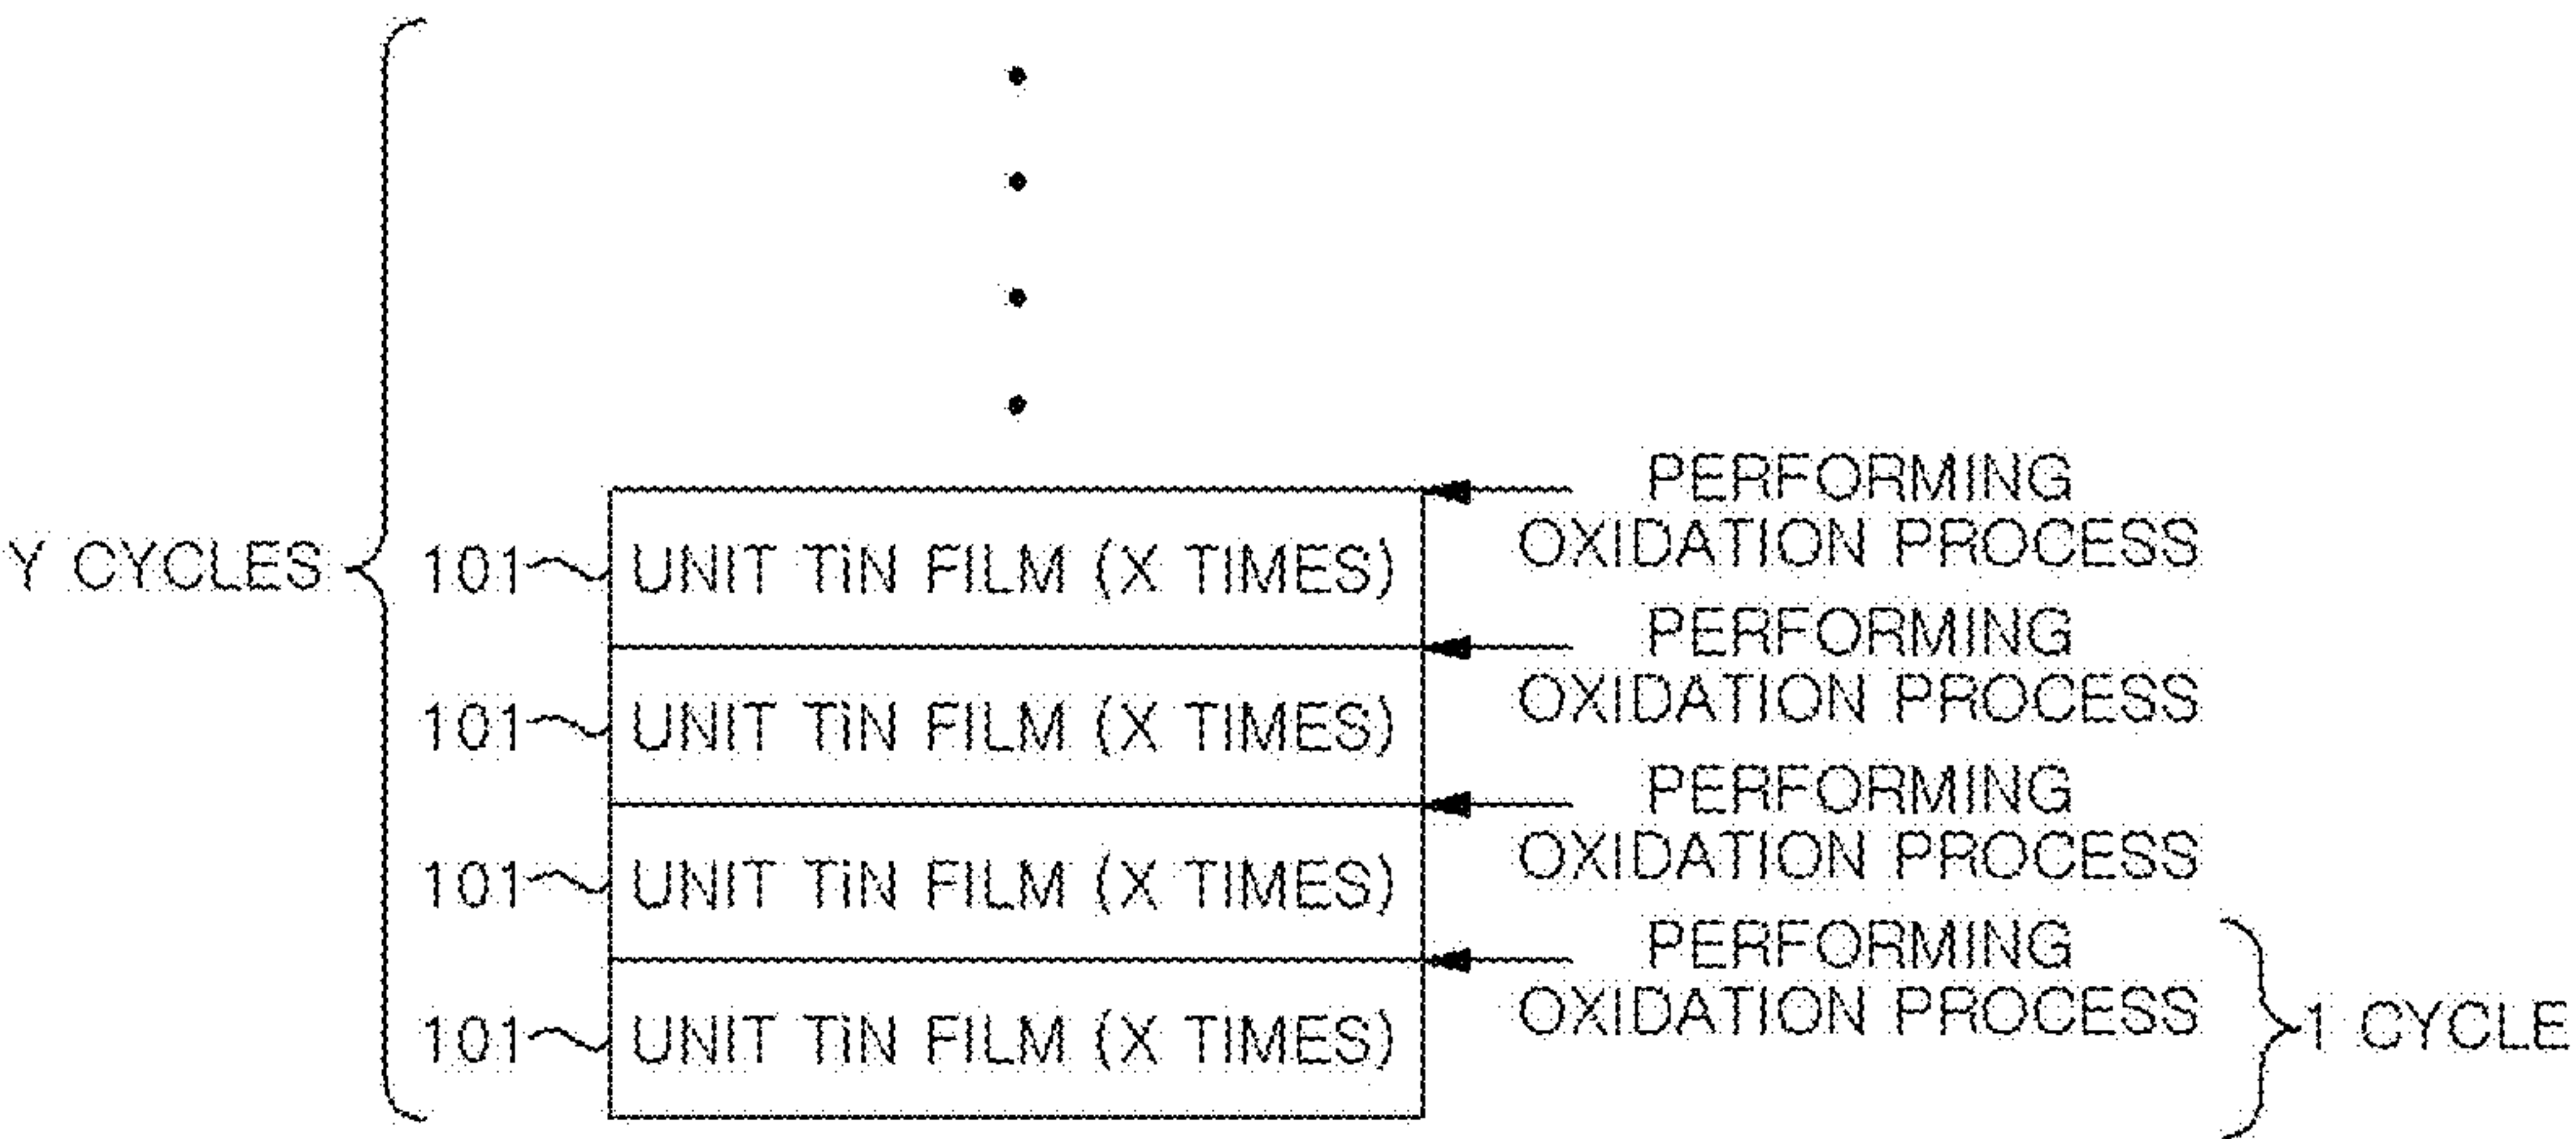 PERFORMING
OXIDATION PROCESS
Y CYCLES
101
UNIT TiN FILM (X TIMES)
PERFORMING
OXIDATION PROCESS
101
UNIT TiN FILM (X TIMES)
PERFORMING
OXIDATION PROCESS
101
UNIT TiN FILM (X TIMES)
PERFORMING
OXIDATION PROCESS
101
UNIT TiN FILM (X TIMES)
1 CYCLE